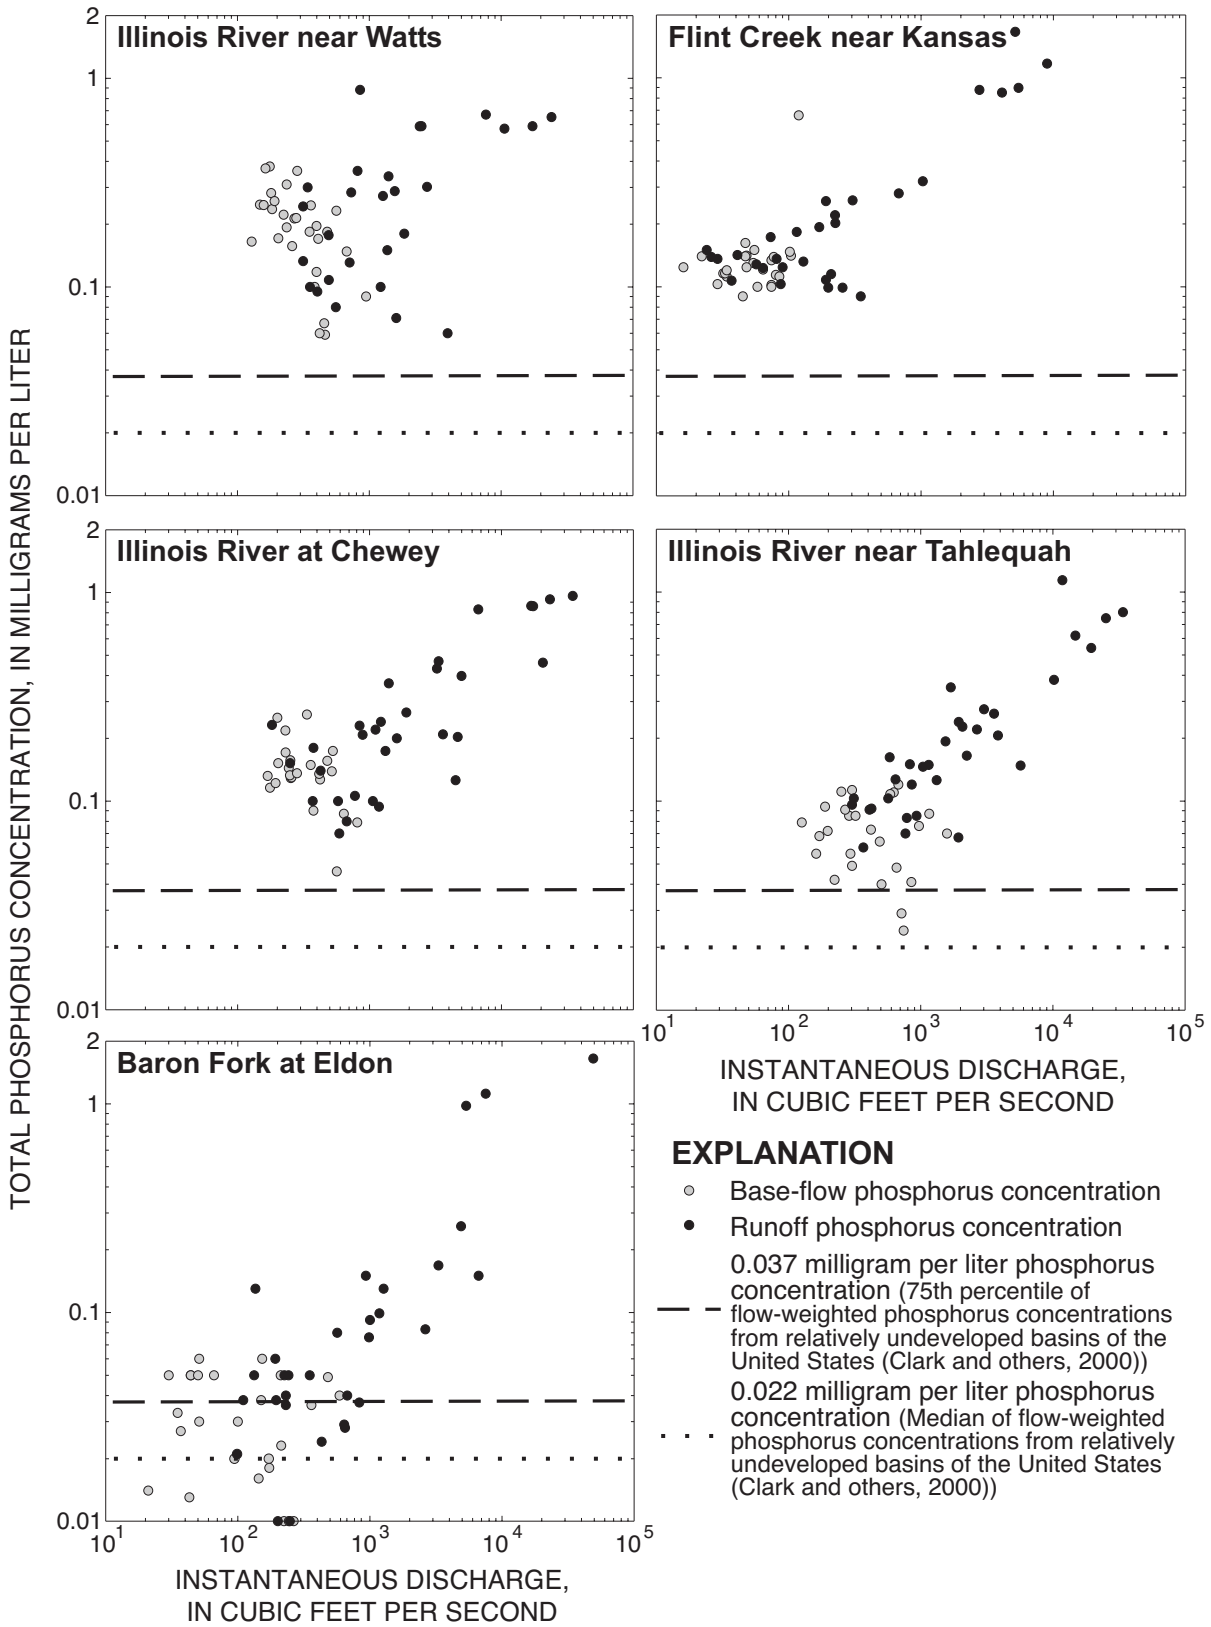 TOTAL PHOSPHORUS CONCENTRATION, IN MILLIGRAMS PER LITER
2
Illinois River near Watts
1
0.1
0.01
Flint Creek near Kansas
2
Illinois River at Chewey
1
0.1
0.01
Illinois River near Tahlequah
10^1 10^2 10^3 10^4 10^5
INSTANTANEOUS DISCHARGE,
IN CUBIC FEET PER SECOND
2
Baron Fork at Eldon
1
0.1
0.01
10^1 10^2 10^3 10^4 10^5
INSTANTANEOUS DISCHARGE,
IN CUBIC FEET PER SECOND
EXPLANATION
Base-flow phosphorus concentration
Runoff phosphorus concentration
0.037 milligram per liter phosphorus
concentration (75th percentile of
flow-weighted phosphorus concentrations
from relatively undeveloped basins of the
United States (Clark and others, 2000))
0.022 milligram per liter phosphorus
concentration (Median of flow-weighted
phosphorus concentrations from relatively
undeveloped basins of the United States
(Clark and others, 2000))